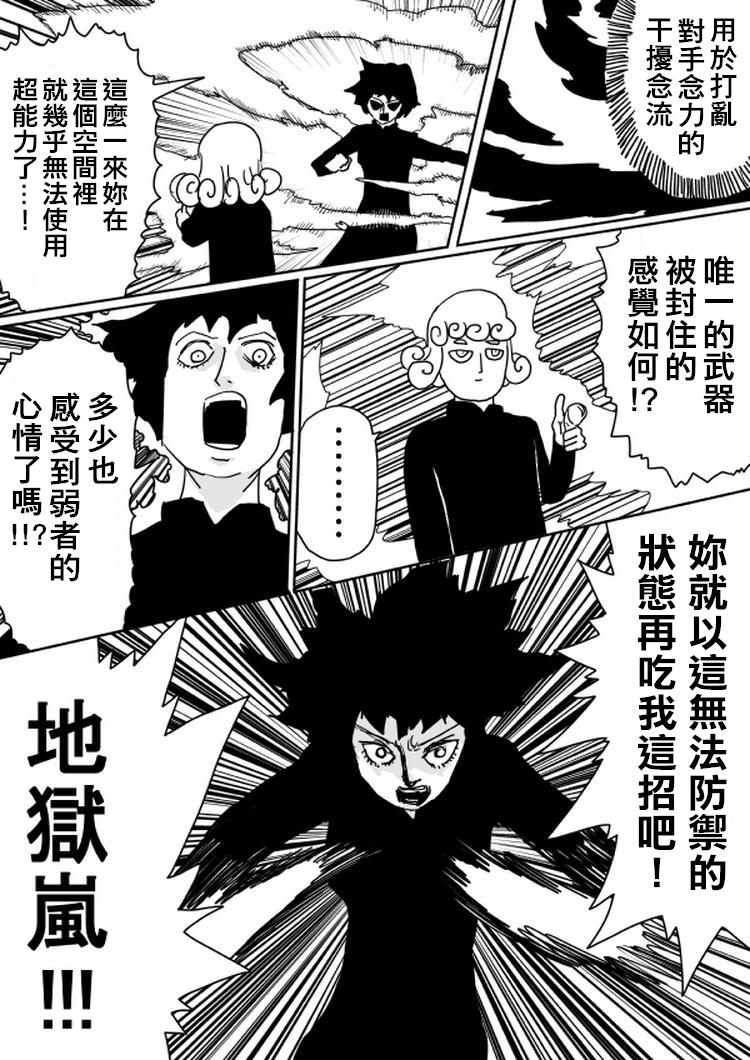 用於打亂
對手念力的
干擾念流
這麼一來妳在
這個空間裡
就幾乎無法使用
超能力了…！
唯一的武器
被封住的
感覺如何!?
………
多少也
感受到弱者的
心情了嗎!!?
妳就以這無法防禦的
狀態再吃我這招吧！
地獄嵐!!!